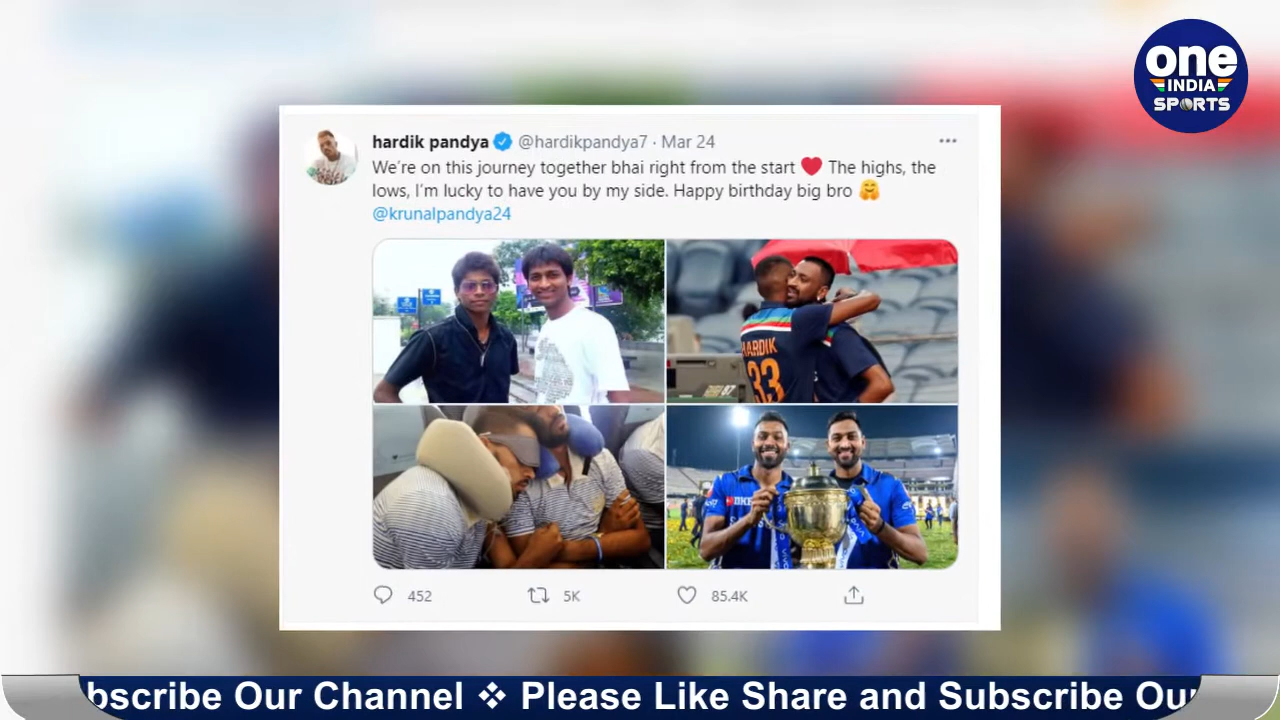 one
INDIA
SPORTS
hardik pandya @hardikpandya7 · Mar 24
We're on this journey together bhai right from the start ❤️ The highs, the
lows, I'm lucky to have you by my side. Happy birthday big bro 🤗
@krunalpandya24
HARDIK
33
452 5K 85.4K
bscribe Our Channel ❖ Please Like Share and Subscribe Our